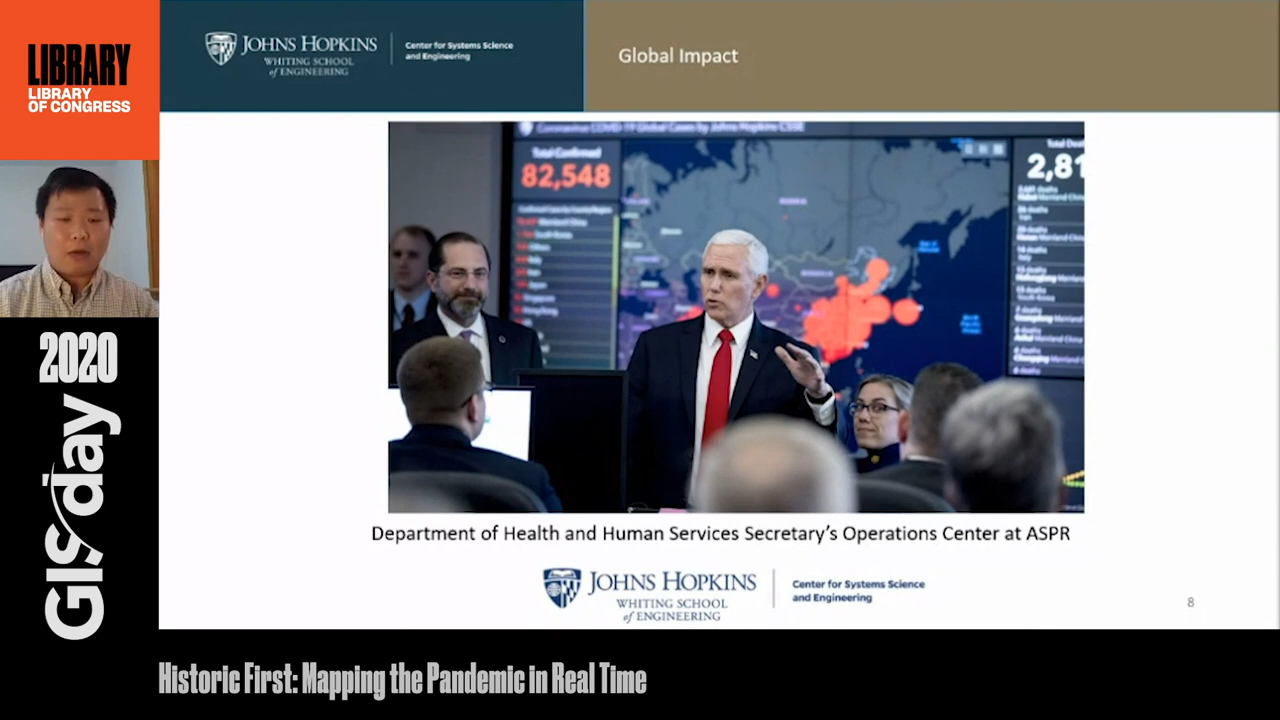 LIBRARY
LIBRARY
OF CONGRESS
JOHNS HOPKINS
WHITING SCHOOL
of ENGINEERING
Center for Systems Science
and Engineering
Global Impact
Coronavirus COVID-19 Global Cases by Johns Hopkins CSSE
Total Confirmed
82,548
Total Dea
2,81
Department of Health and Human Services Secretary's Operations Center at ASPR
JOHNS HOPKINS
WHITING SCHOOL
of ENGINEERING
Center for Systems Science
and Engineering
8
GISday 2020
Historic First: Mapping the Pandemic in Real Time